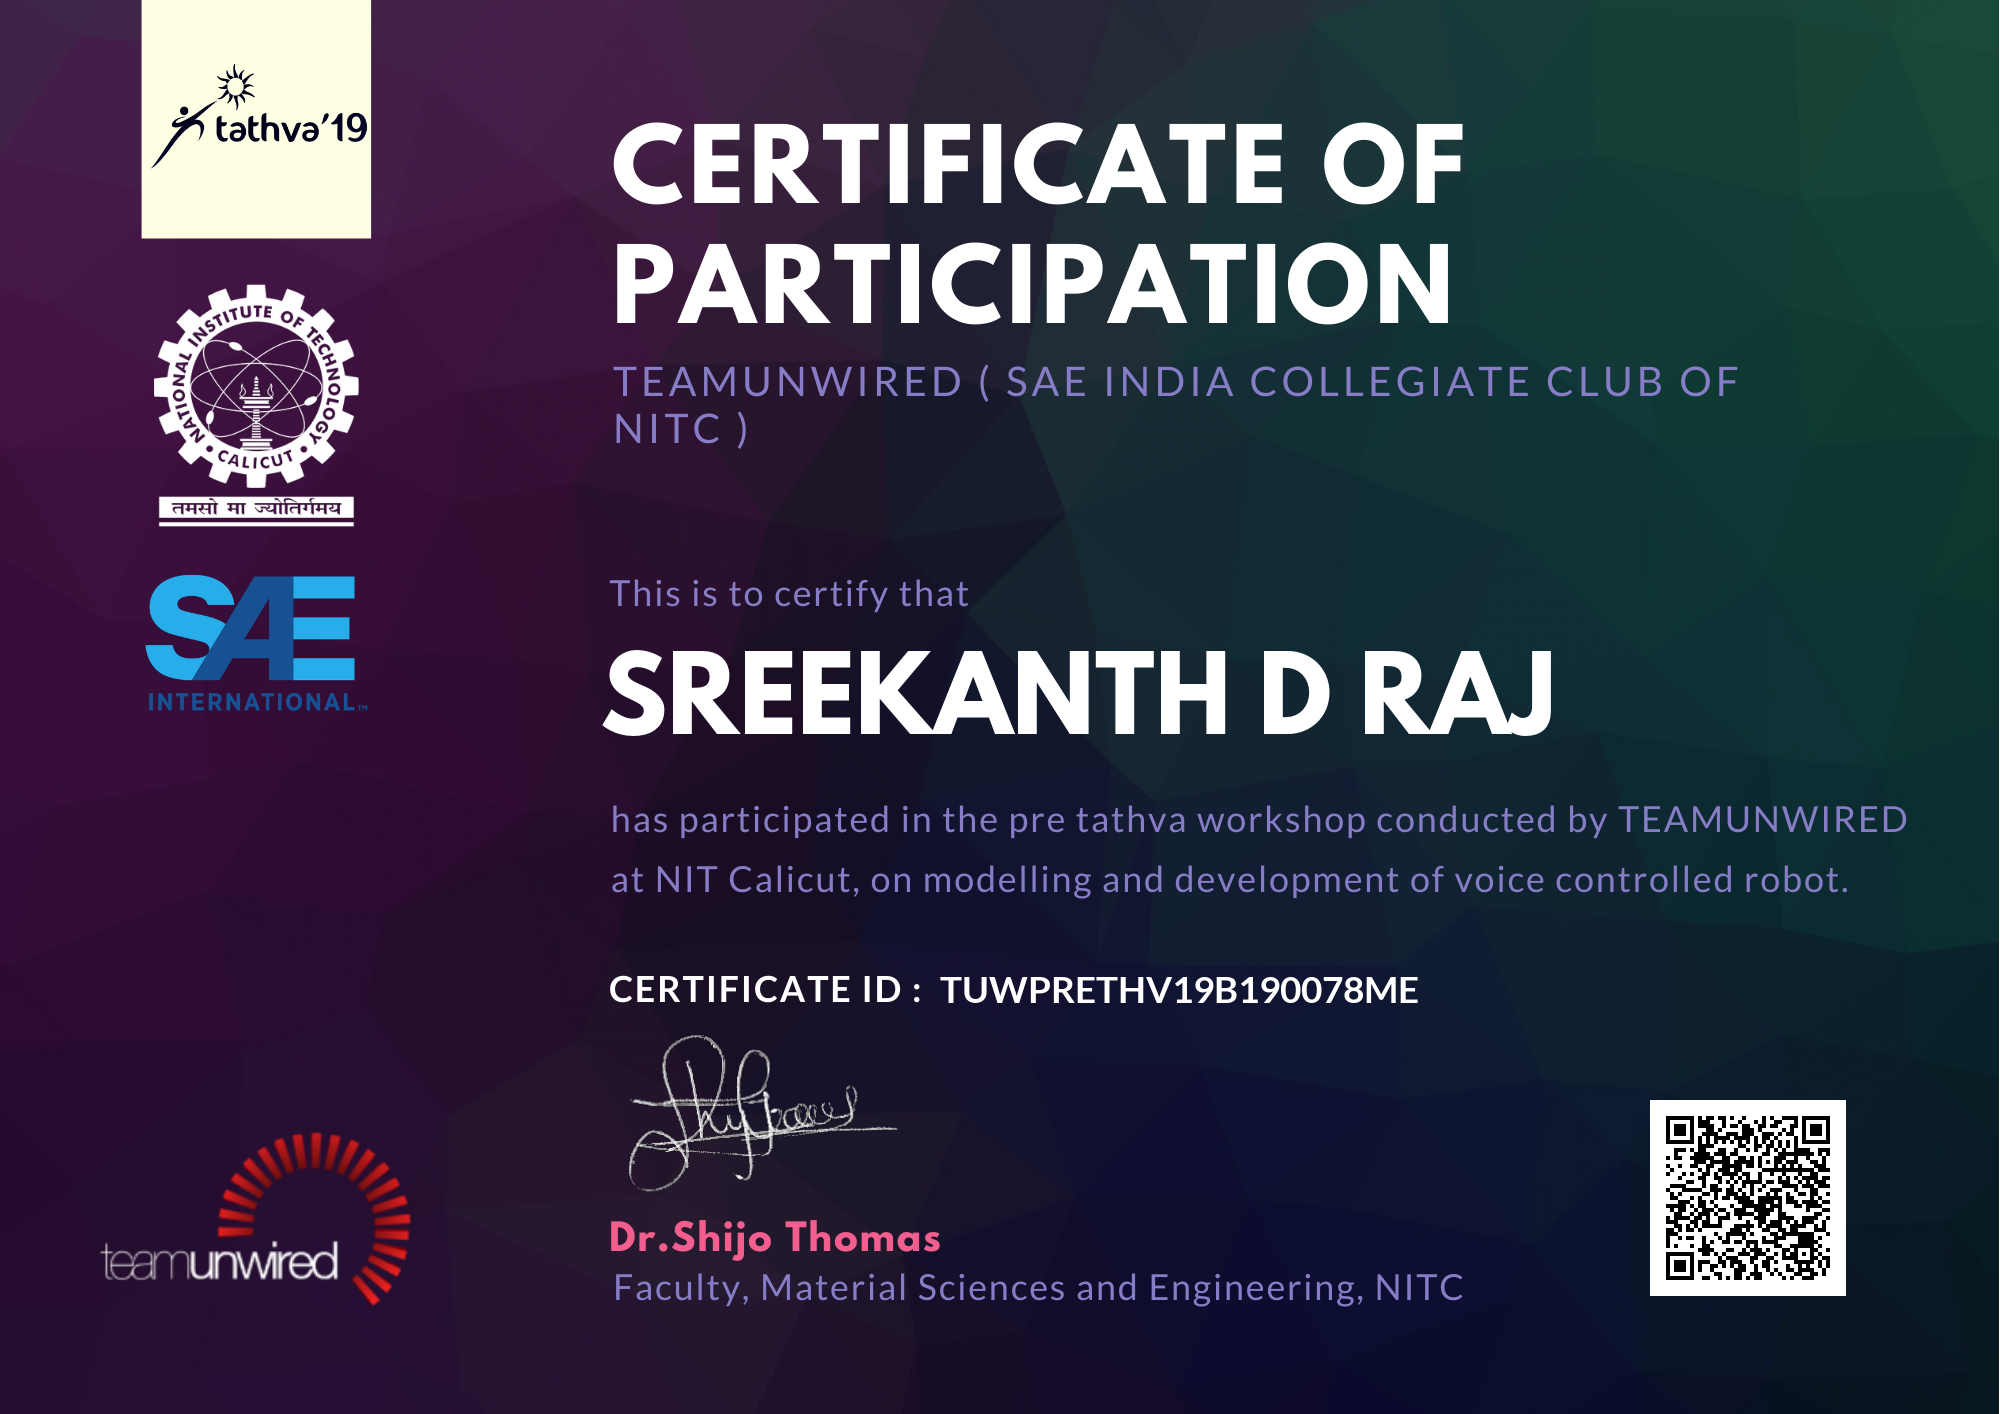 tathva'19
NATIONAL INSTITUTE OF TECHNOLOGY
• CALICUT •
तमसो मा ज्योतिर्गमय
SAE
INTERNATIONAL™
CERTIFICATE OF
PARTICIPATION
TEAMUNWIRED ( SAE INDIA COLLEGIATE CLUB OF
NITC )
This is to certify that
SREEKANTH D RAJ
has participated in the pre tathva workshop conducted by TEAMUNWIRED
at NIT Calicut, on modelling and development of voice controlled robot.
CERTIFICATE ID : TUWPRETHV19B190078ME
Dr.Shijo Thomas
Faculty, Material Sciences and Engineering, NITC
teamunwired